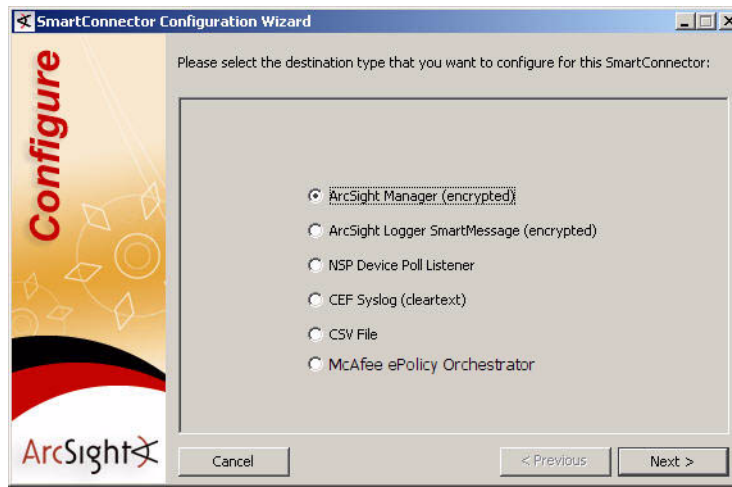 SmartConnector Configuration Wizard
Configure
Please select the destination type that you want to configure for this SmartConnector:
ArcSight Manager (encrypted)
ArcSight Logger SmartMessage (encrypted)
NSP Device Poll Listener
CEF Syslog (cleartext)
CSV File
McAfee ePolicy Orchestrator
ArcSight
Cancel
< Previous
Next >